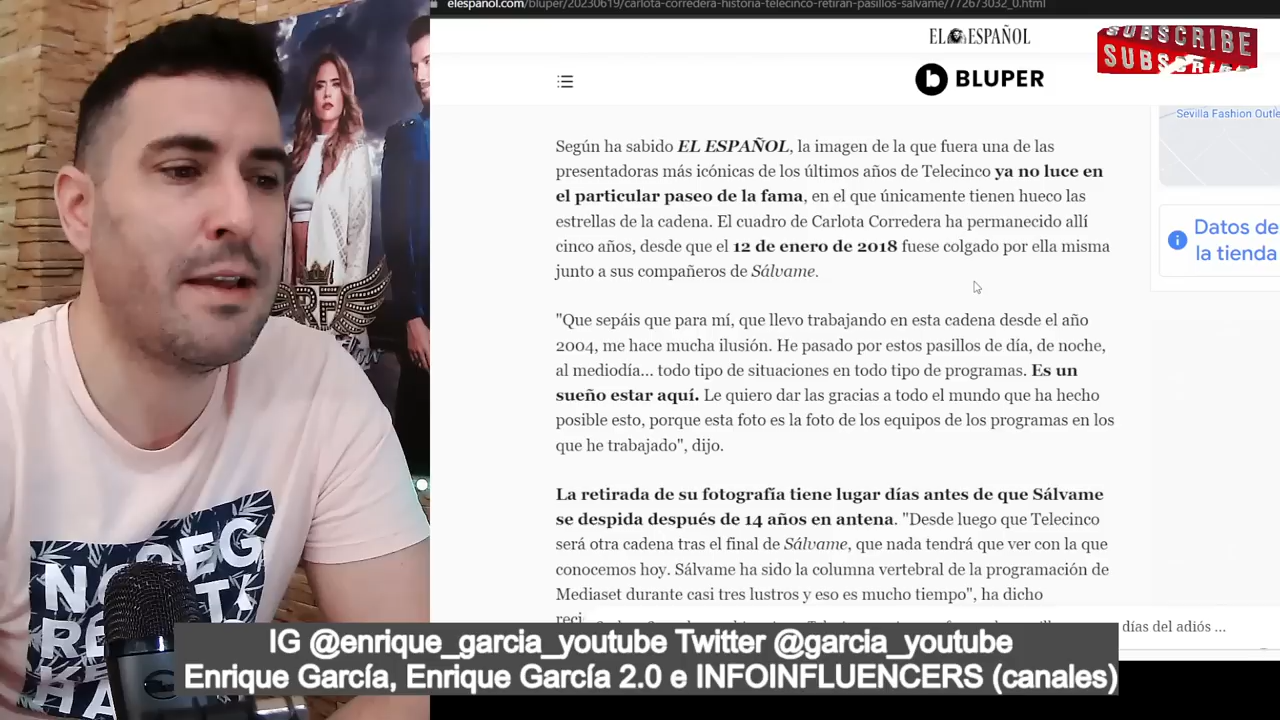 elespanol.com/bluper/20230619/carlota-corredera-historia-telecinco-retiran-pasillos-salvame/772673032_0.html
EL ESPAÑOL
SUBSCRIBE
SUBSCRIBE
BLUPER
Sevilla Fashion Outle
Datos de
la tienda
Según ha sabido EL ESPAÑOL, la imagen de la que fuera una de las
presentadoras más icónicas de los últimos años de Telecinco ya no luce en
el particular paseo de la fama, en el que únicamente tienen hueco las
estrellas de la cadena. El cuadro de Carlota Corredera ha permanecido allí
cinco años, desde que el 12 de enero de 2018 fuese colgado por ella misma
junto a sus compañeros de Sálvame.
"Que sepáis que para mí, que llevo trabajando en esta cadena desde el año
2004, me hace mucha ilusión. He pasado por estos pasillos de día, de noche,
al mediodía... todo tipo de situaciones en todo tipo de programas. Es un
sueño estar aquí. Le quiero dar las gracias a todo el mundo que ha hecho
posible esto, porque esta foto es la foto de los equipos de los programas en los
que he trabajado", dijo.
La retirada de su fotografía tiene lugar días antes de que Sálvame
se despida después de 14 años en antena. "Desde luego que Telecinco
será otra cadena tras el final de Sálvame, que nada tendrá que ver con la que
conocemos hoy. Sálvame ha sido la columna vertebral de la programación de
Mediaset durante casi tres lustros y eso es mucho tiempo", ha dicho
reci
días del adiós ...
RF
IG @enrique_garcia_youtube Twitter @garcia_youtube
Enrique García, Enrique García 2.0 e INFOINFLUENCERS (canales)